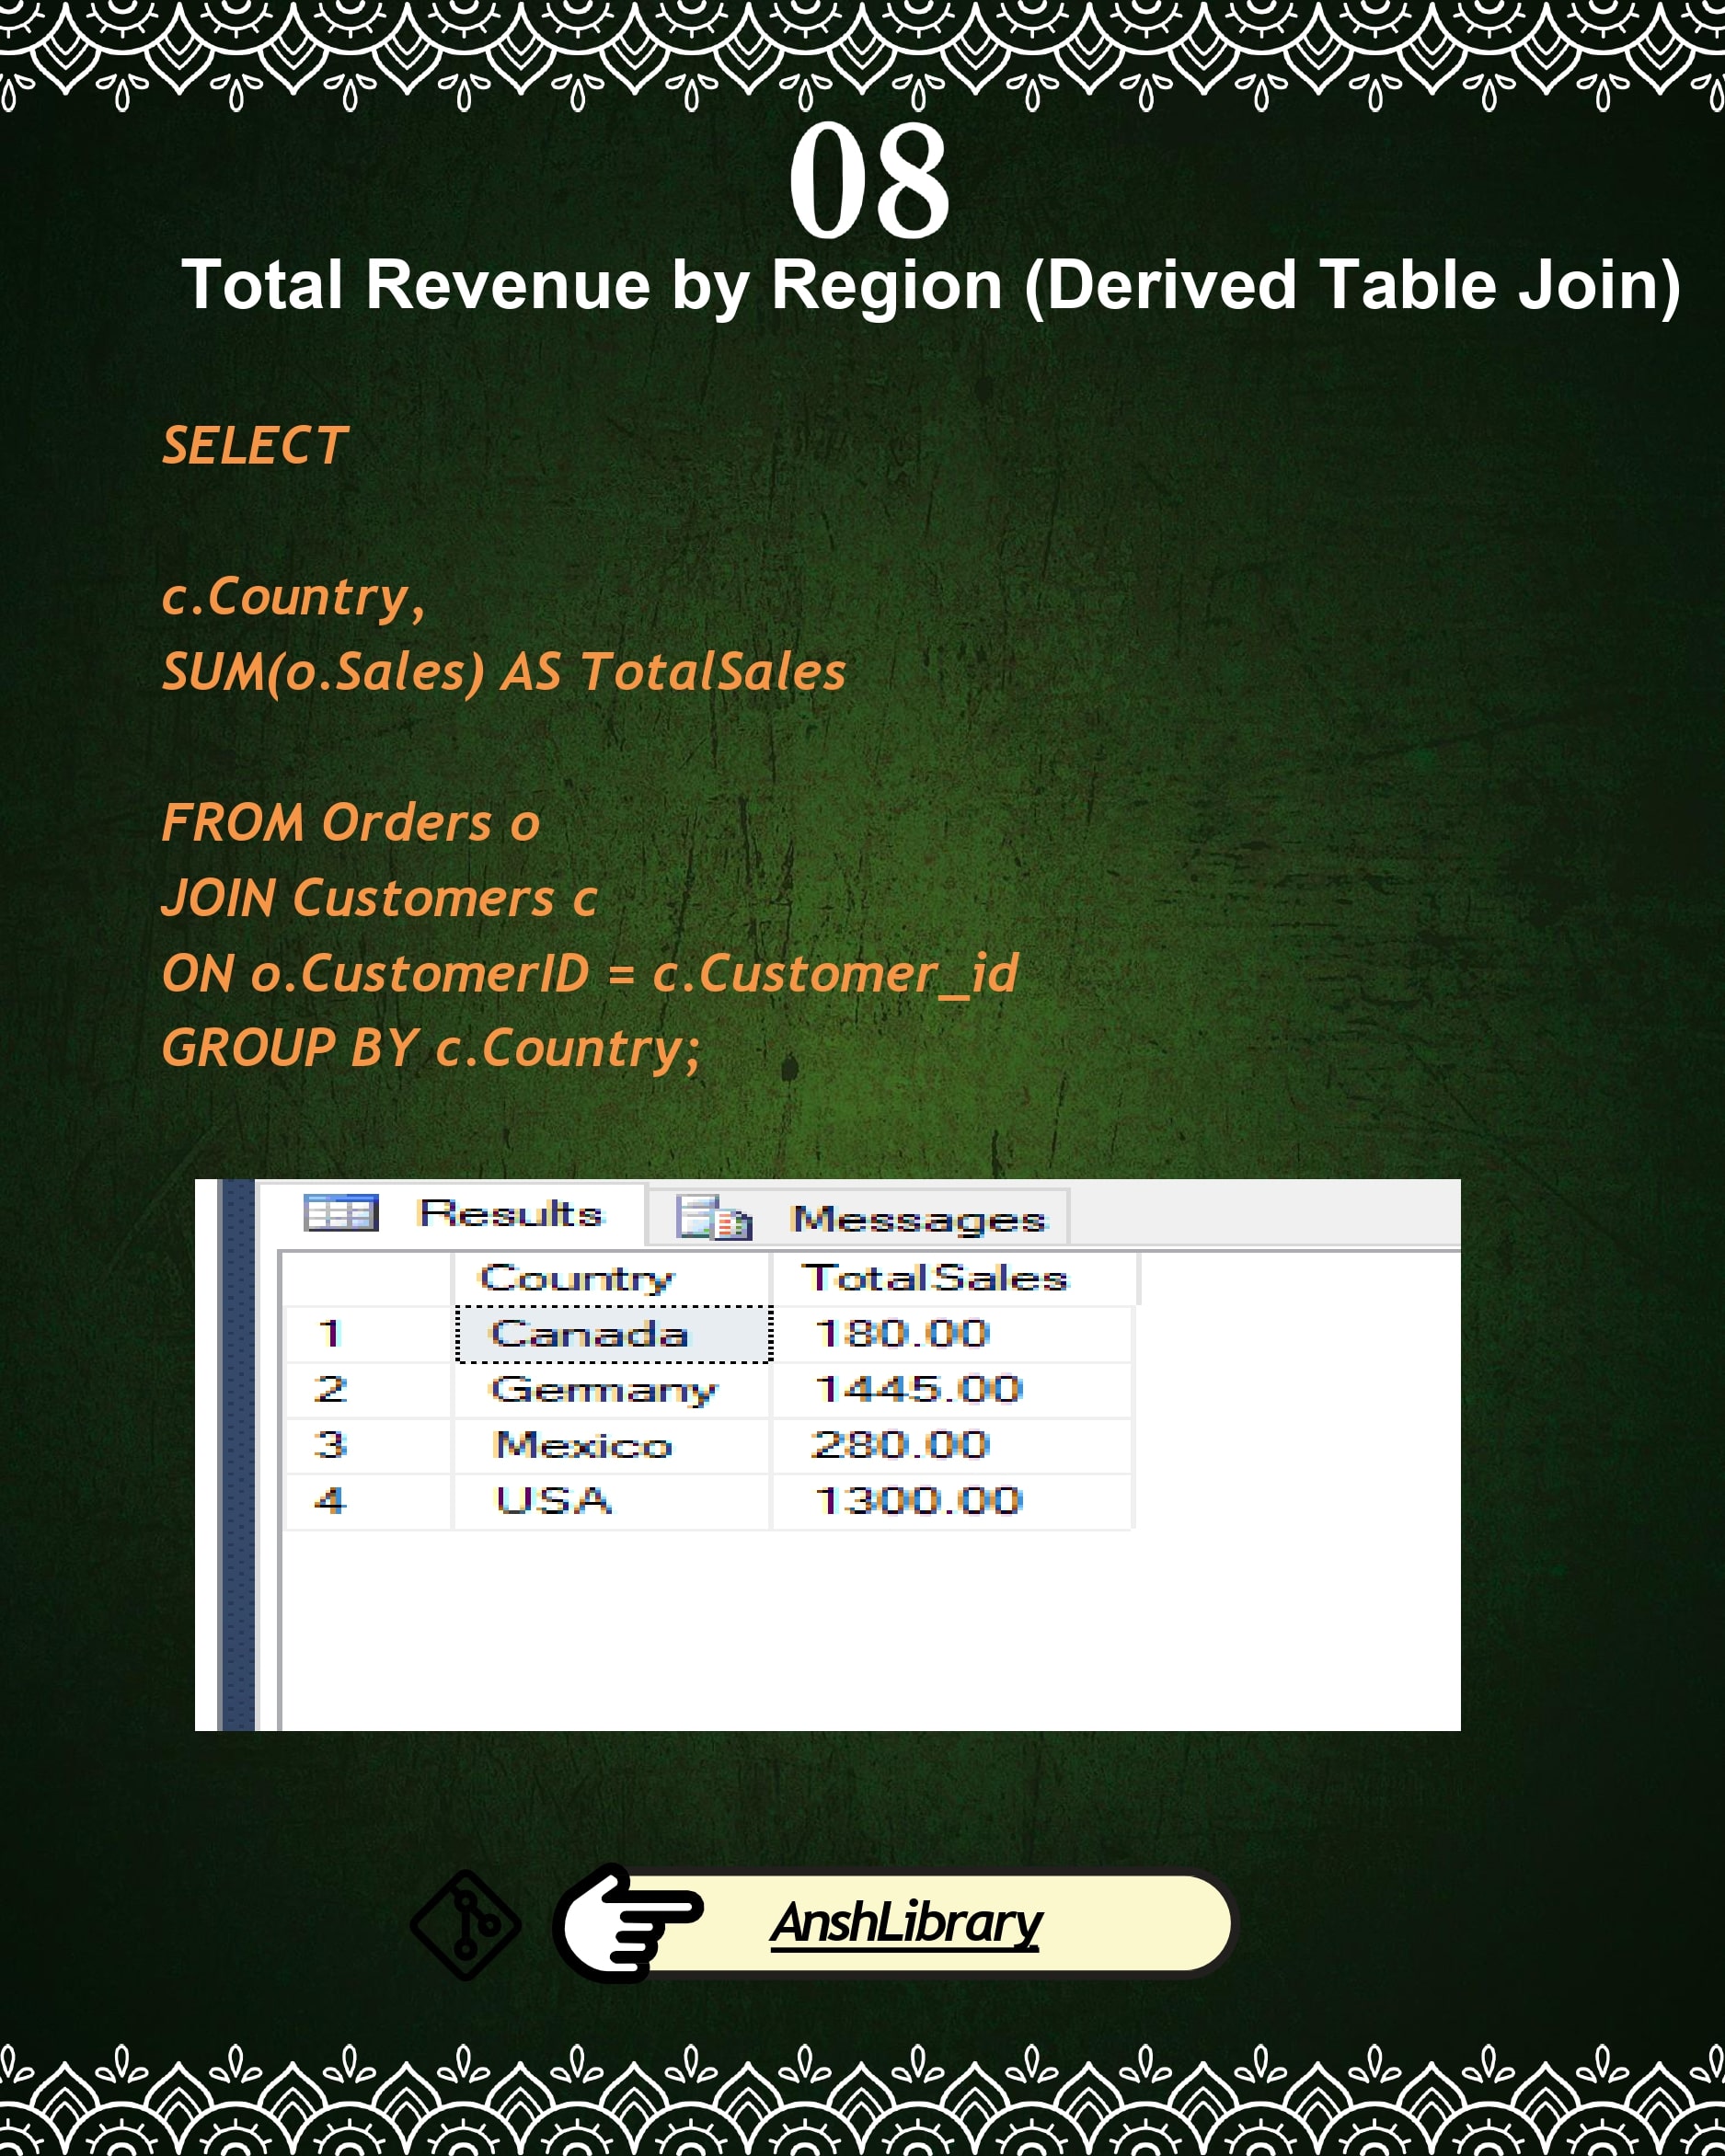 08
Total Revenue by Region (Derived Table Join)
SELECT
c.Country,
SUM(o.Sales) AS TotalSales
FROM Orders o
JOIN Customers c
ON o.CustomerID = c.Customer_id
GROUP BY c.Country;
Results Messages
Country TotalSales
1 Canada 180.00
2 Germany 1445.00
3 Mexico 280.00
4 USA 1300.00
AnshLibrary